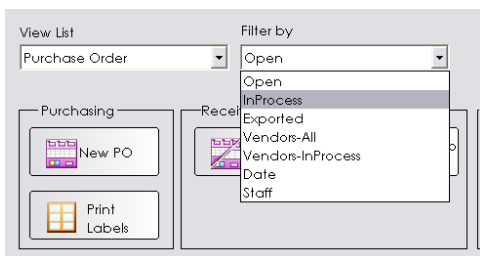 View List
Filter by
Purchase Order
Open
Open
InProcess
Exported
Vendors-All
Vendors-InProcess
Date
Staff
Purchasing
New PO
Print
Labels